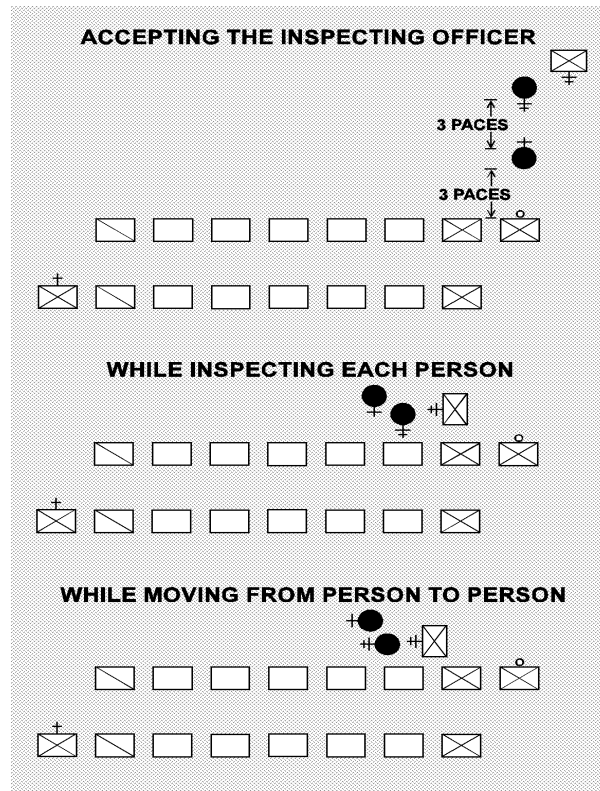 ACCEPTING THE INSPECTING OFFICER
3 PACES
3 PACES
WHILE INSPECTING EACH PERSON
WHILE MOVING FROM PERSON TO PERSON